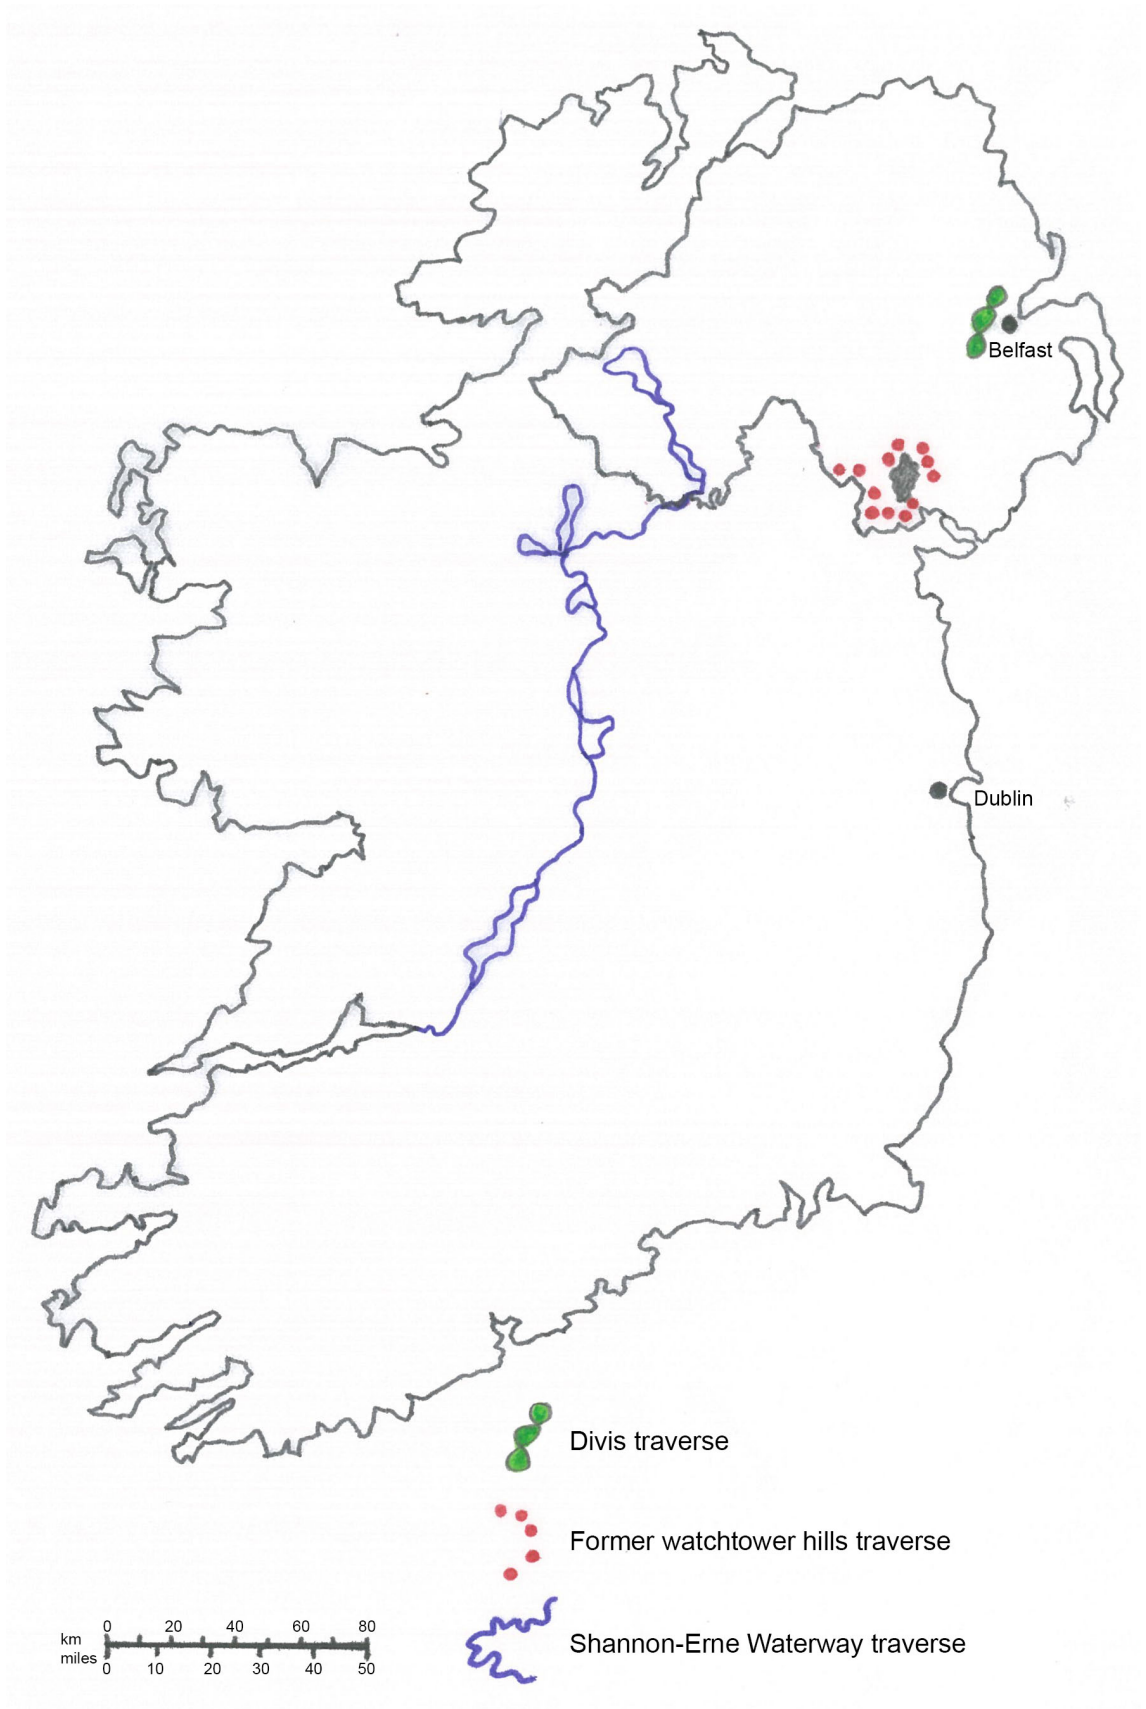 Belfast
Dublin
Divis traverse
Former watchtower hills traverse
Shannon-Erne Waterway traverse
km 0 20 40 60 80
miles 0 10 20 30 40 50